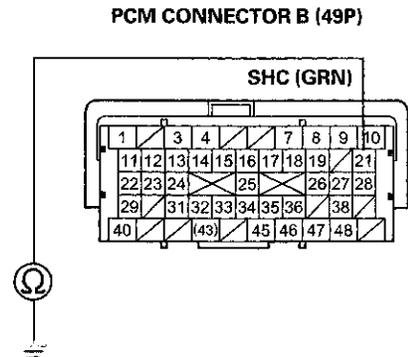 PCM CONNECTOR B (49P)
SHC (GRN)
1 3 4 7 8 9 10
11 12 13 14 15 16 17 18 19 21
22 23 24 25 26 27 28
29 31 32 33 34 35 36 38
40 (43) 45 46 47 48
Ω